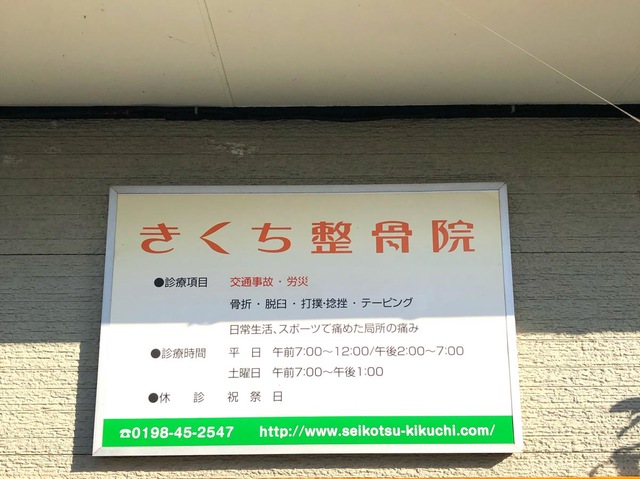 きくち整骨院
●診療項目 交通事故・労災
骨折・脱臼・打撲・捻挫・テーピング
日常生活、スポーツで痛めた局所の痛み
●診療時間 平 日 午前7:00〜12:00/午後2:00〜7:00
土曜日 午前7:00〜午後1:00
●休 診 祝 祭 日
☎0198-45-2547 http://www.seikotsu-kikuchi.com/